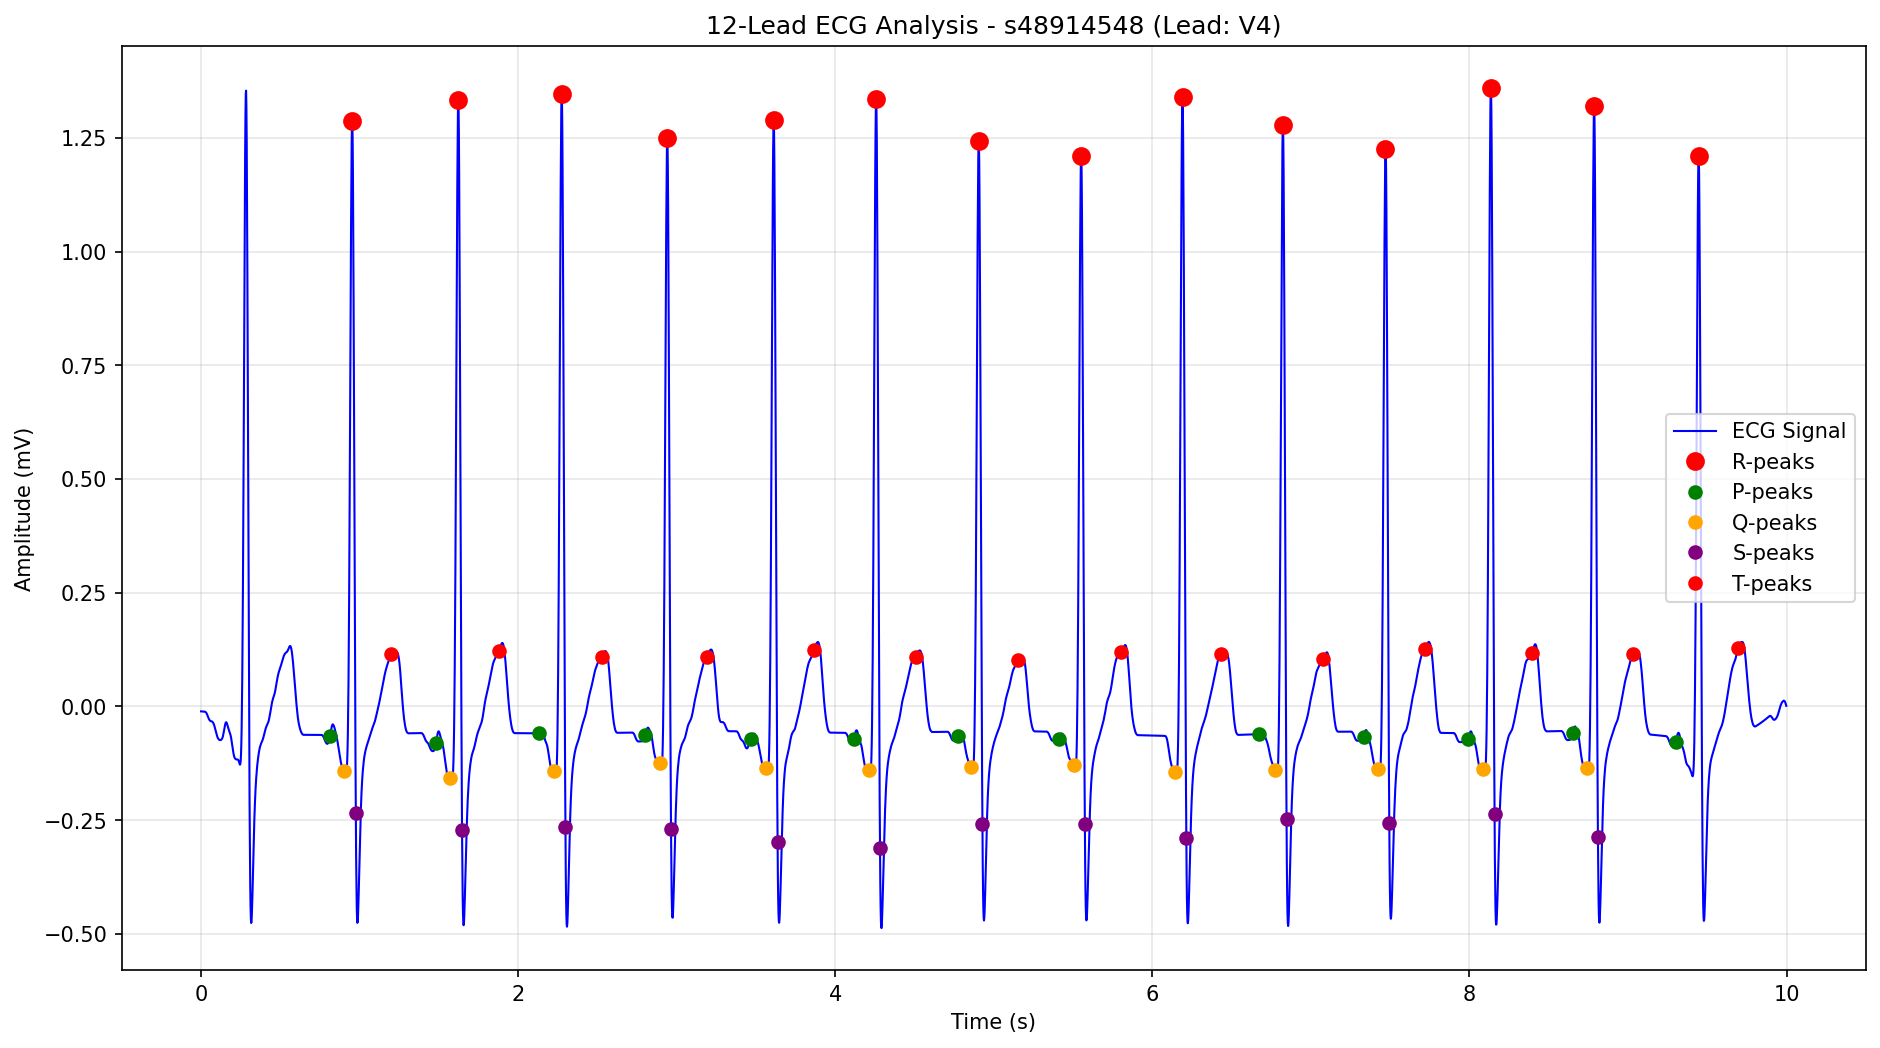 12-Lead ECG Analysis - s48914548 (Lead: V4)
Amplitude (mV)
1.25
1.00
0.75
0.50
0.25
0.00
−0.25
−0.50
ECG Signal
R-peaks
P-peaks
Q-peaks
S-peaks
T-peaks
0 2 4 6 8 10
Time (s)